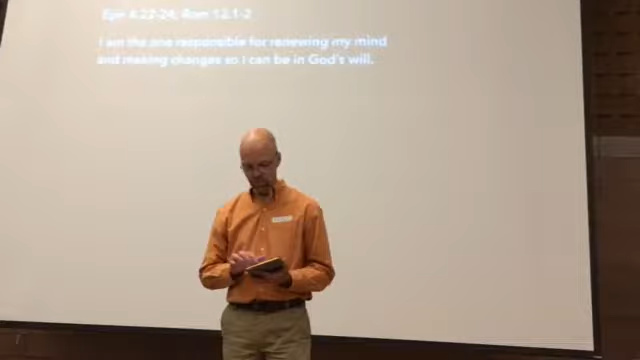 Eph 4.22-24; Rom 12.1-2
I am the one responsible for renewing my mind
and making changes so I can be in God's will.